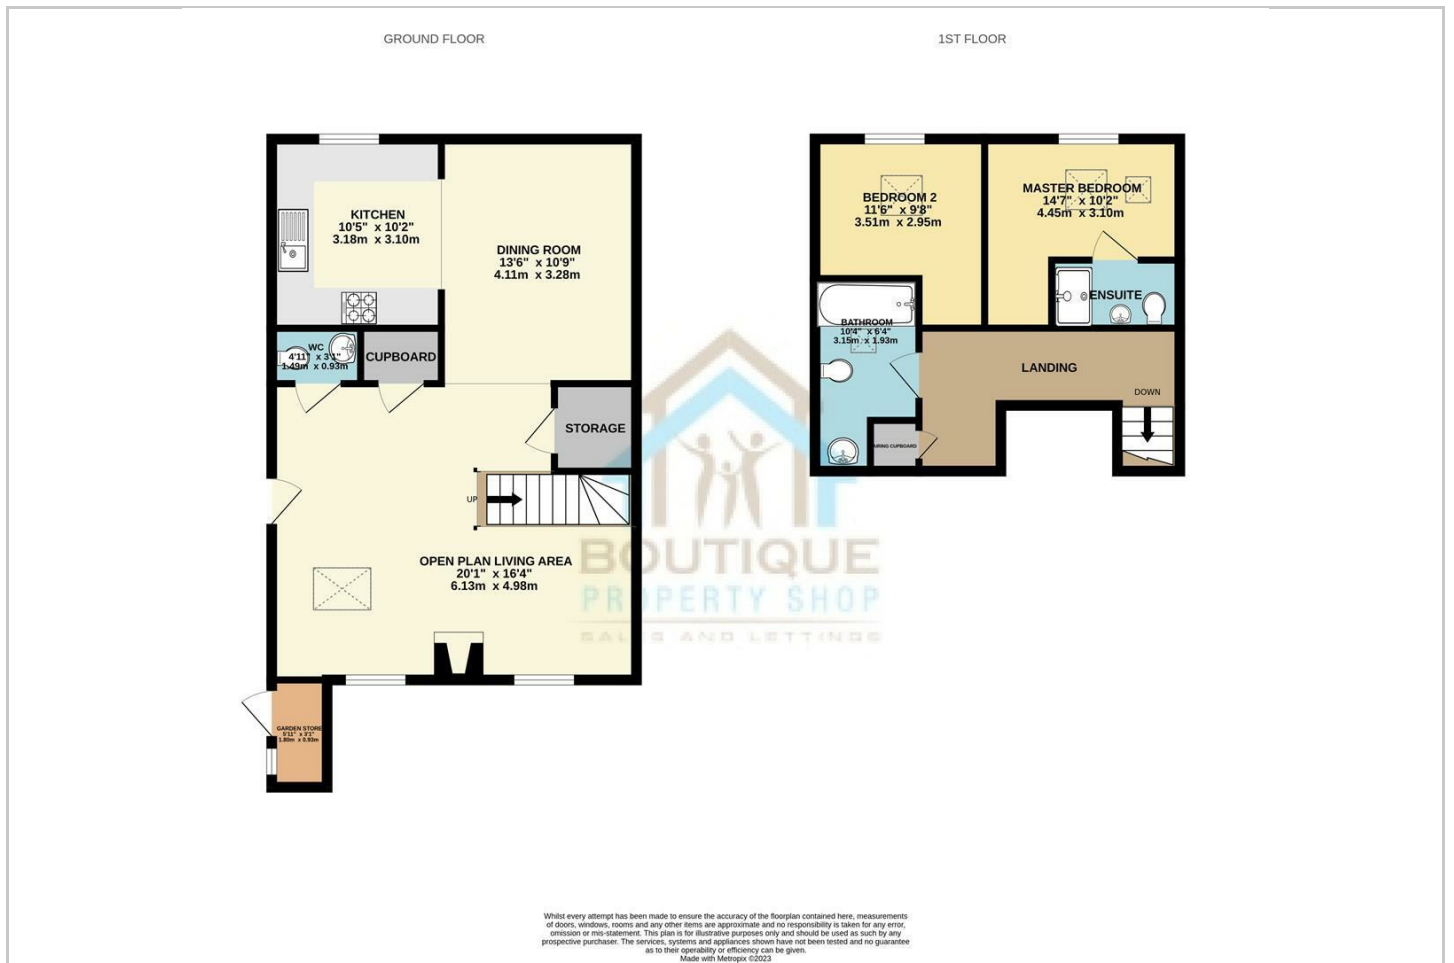 GROUND FLOOR
1ST FLOOR
KITCHEN
10'5" x 10'2"
3.18m x 3.10m
DINING ROOM
13'6" x 10'9"
4.11m x 3.28m
WC
4'11" x 3'1"
1.49m x 0.93m
CUPBOARD
STORAGE
UP
OPEN PLAN LIVING AREA
20'1" x 16'4"
6.13m x 4.98m
GARDEN STORE
5'11" x 3'1"
1.80m x 0.93m
BEDROOM 2
11'6" x 9'8"
3.51m x 2.95m
MASTER BEDROOM
14'7" x 10'2"
4.45m x 3.10m
ENSUITE
BATHROOM
10'4" x 6'4"
3.15m x 1.93m
LANDING
DOWN
AIRING CUPBOARD
BOUTIQUE
PROPERTY SHOP
SALES AND LETTINGS
Whilst every attempt has been made to ensure the accuracy of the floorplan contained here, measurements
of doors, windows, rooms and any other items are approximate and no responsibility is taken for any error,
omission or mis-statement. This plan is for illustrative purposes only and should be used as such by any
prospective purchaser. The services, systems and appliances shown have not been tested and no guarantee
as to their operability or efficiency can be given.
Made with Metropix ©2023